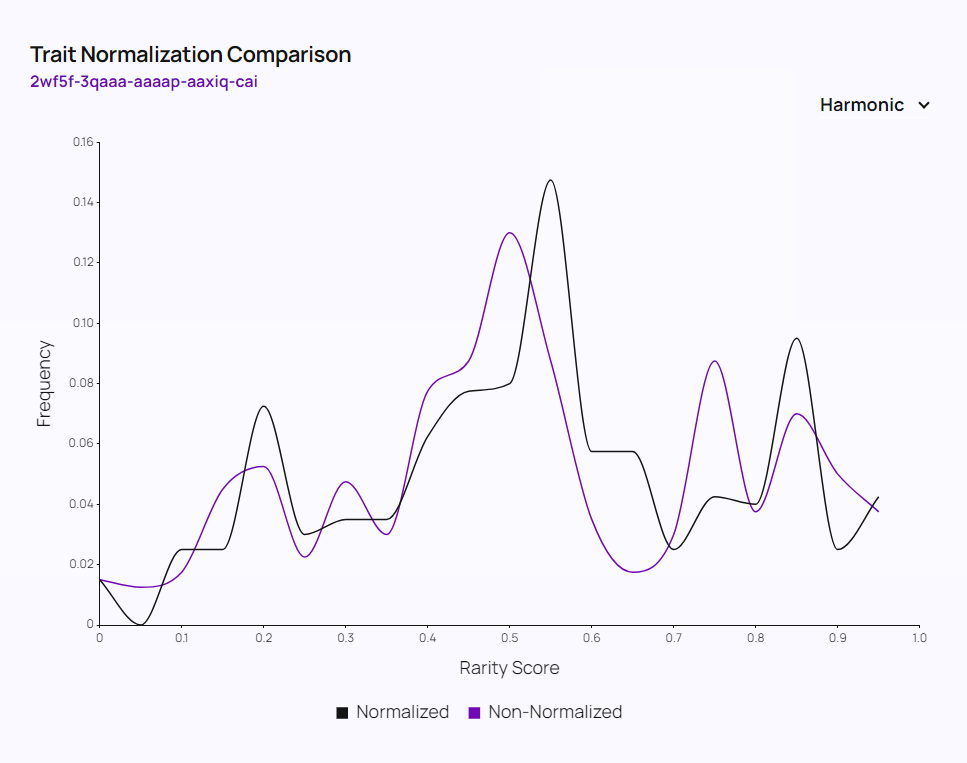 Trait Normalization Comparison
2wf5f-3qaaa-aaaap-aaxiq-cai
Harmonic
0.16
0.14
0.12
0.10
0.08
0.06
0.04
0.02
0
Frequency
0 0.1 0.2 0.3 0.4 0.5 0.6 0.7 0.8 0.9 1.0
Rarity Score
Normalized Non-Normalized